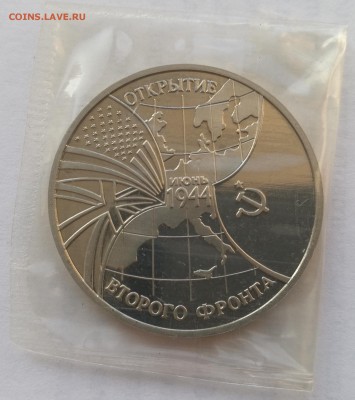 COINS.LAVE.RU
ОТКРЫТИЕ
ИЮНЬ
1944
ВТОРОГО ФРОНТА